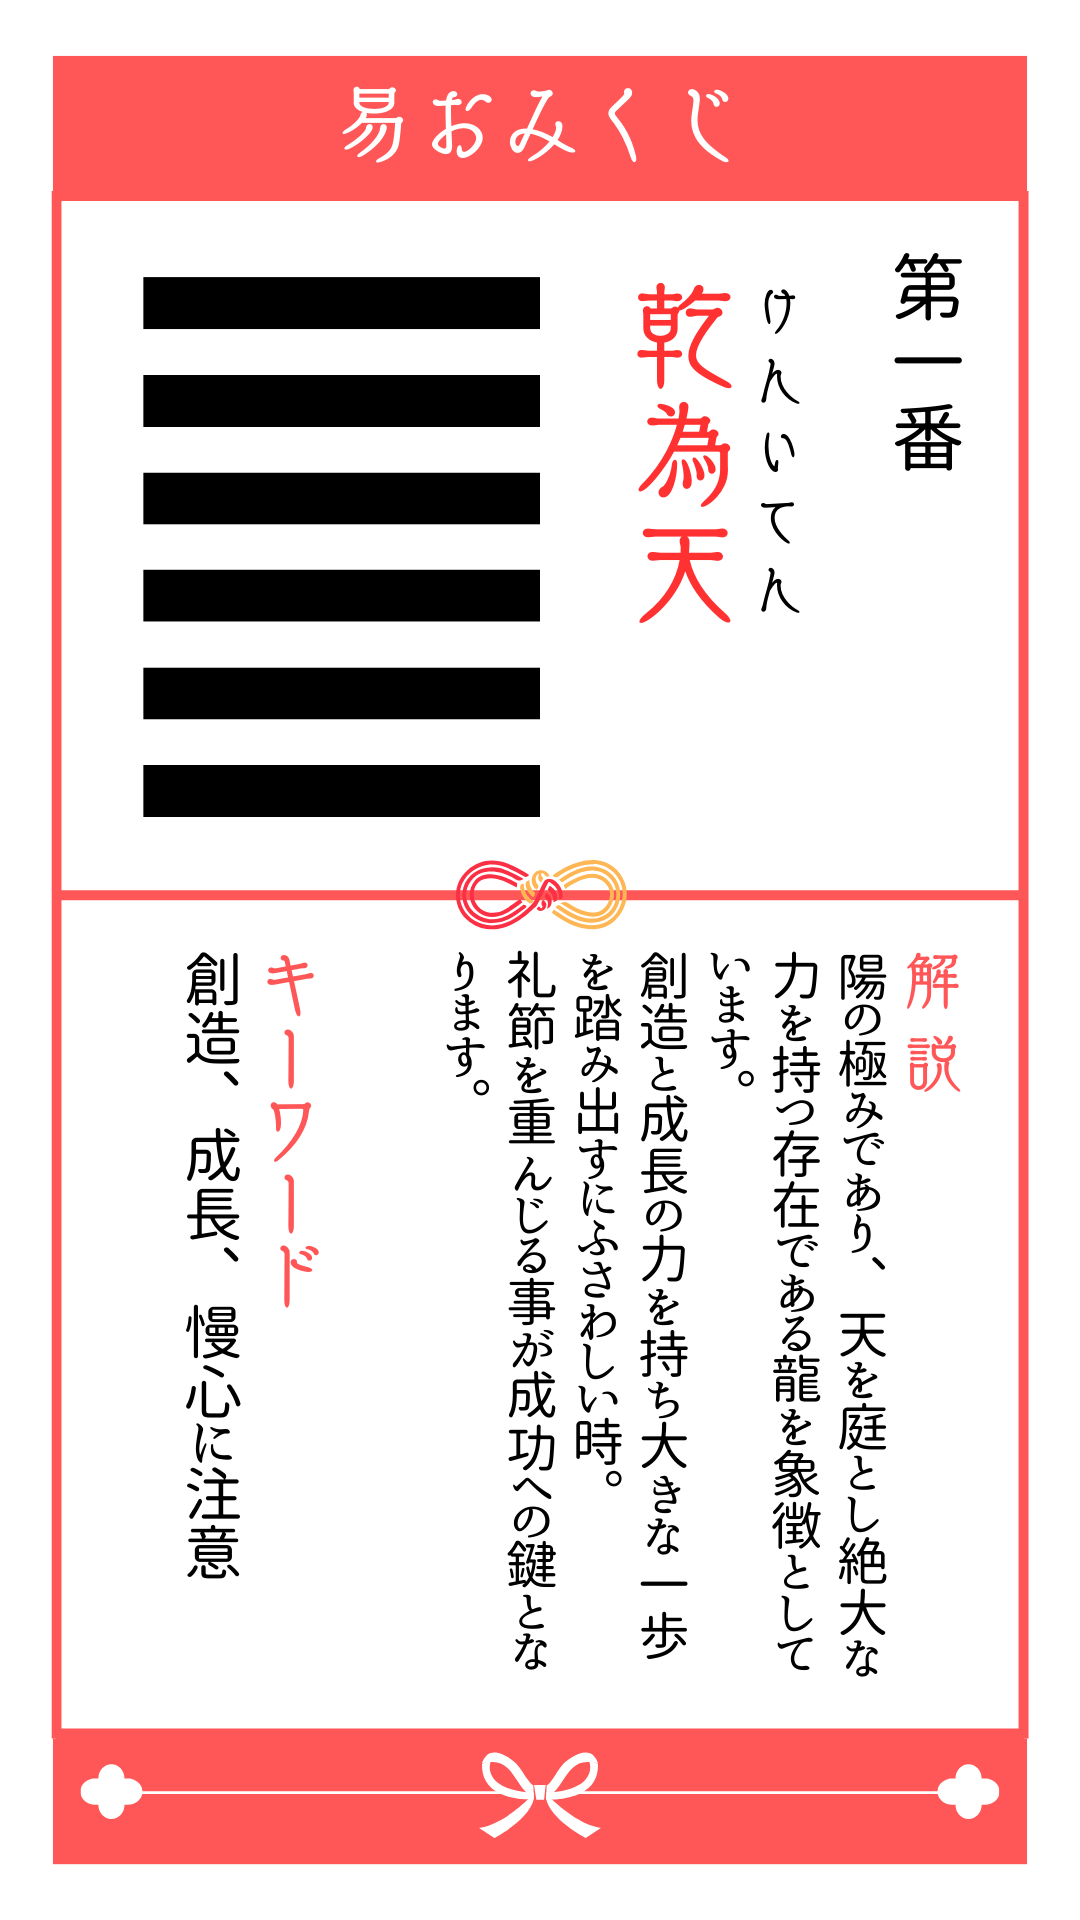 易おみくじ
第一番
けんいてん
乾為天
解説
陽の極みであり、天を庭とし絶大な
力を持つ存在である龍を象徴として
います。
創造と成長の力を持ち大きな一歩
を踏み出すにふさわしい時。
礼節を重んじる事が成功への鍵とな
ります。
キーワード
創造、成長、慢心に注意